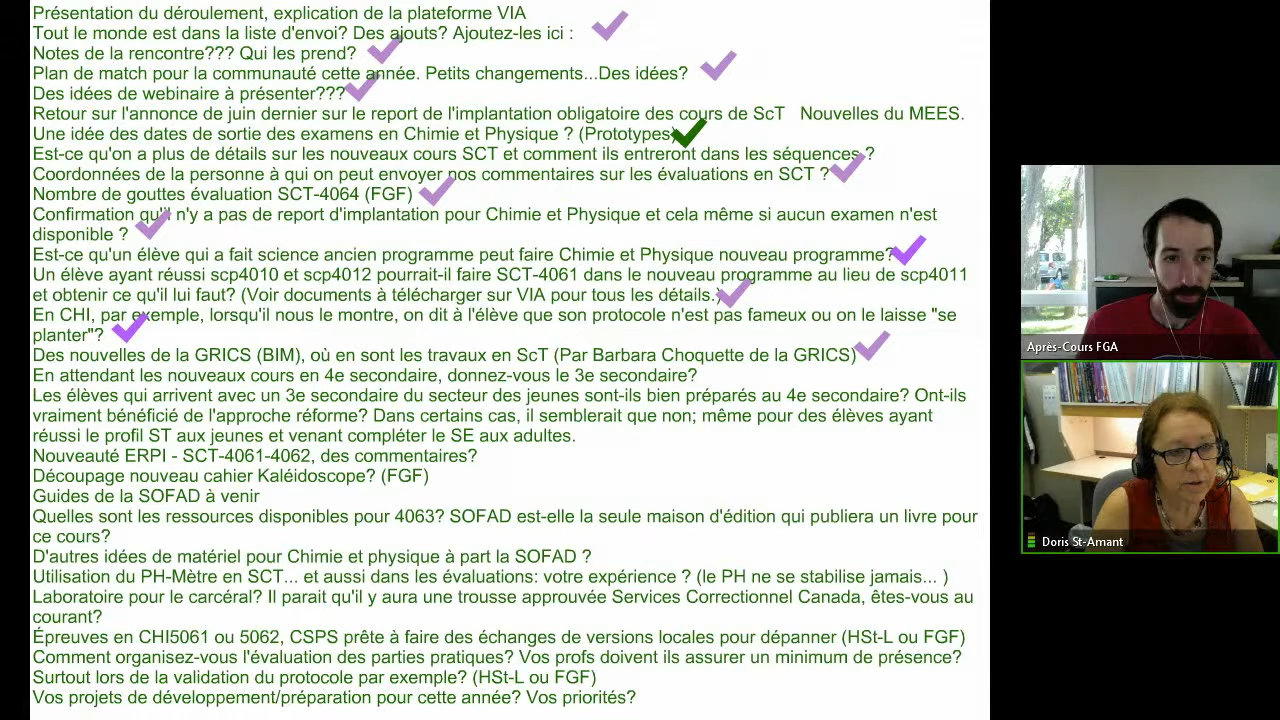 Présentation du déroulement, explication de la plateforme VIA
Tout le monde est dans la liste d'envoi? Des ajouts? Ajoutez-les ici :
Notes de la rencontre??? Qui les prend?
Plan de match pour la communauté cette année. Petits changements...Des idées?
Des idées de webinaire à présenter???
Retour sur l'annonce de juin dernier sur le report de l'implantation obligatoire des cours de ScT   Nouvelles du MEES.
Une idée des dates de sortie des examens en Chimie et Physique ? (Prototypes)
Est-ce qu'on a plus de détails sur les nouveaux cours SCT et comment ils entreront dans les séquences ?
Coordonnées de la personne à qui on peut envoyer nos commentaires sur les évaluations en SCT ?
Nombre de gouttes évaluation SCT-4064 (FGF)
Confirmation qu'il n'y a pas de report d'implantation pour Chimie et Physique et cela même si aucun examen n'est
disponible ?
Est-ce qu'un élève qui a fait science ancien programme peut faire Chimie et Physique nouveau programme?
Un élève ayant réussi scp4010 et scp4012 pourrait-il faire SCT-4061 dans le nouveau programme au lieu de scp4011
et obtenir ce qu'il lui faut? (Voir documents à télécharger sur VIA pour tous les détails.)
En CHI, par exemple, lorsqu'il nous le montre, on dit à l'élève que son protocole n'est pas fameux ou on le laisse "se
planter"?
Des nouvelles de la GRICS (BIM), où en sont les travaux en ScT (Par Barbara Choquette de la GRICS)
En attendant les nouveaux cours en 4e secondaire, donnez-vous le 3e secondaire?
Les élèves qui arrivent avec un 3e secondaire du secteur des jeunes sont-ils bien préparés au 4e secondaire? Ont-ils
vraiment bénéficié de l'approche réforme? Dans certains cas, il semblerait que non; même pour des élèves ayant
réussi le profil ST aux jeunes et venant compléter le SE aux adultes.
Nouveauté ERPI - SCT-4061-4062, des commentaires?
Découpage nouveau cahier Kaléidoscope? (FGF)
Guides de la SOFAD à venir
Quelles sont les ressources disponibles pour 4063? SOFAD est-elle la seule maison d'édition qui publiera un livre pour
ce cours?
D'autres idées de matériel pour Chimie et physique à part la SOFAD ?
Utilisation du PH-Mètre en SCT... et aussi dans les évaluations: votre expérience ? (le PH ne se stabilise jamais... )
Laboratoire pour le carcéral? Il parait qu'il y aura une trousse approuvée Services Correctionnel Canada, êtes-vous au
courant?
Épreuves en CHI5061 ou 5062, CSPS prête à faire des échanges de versions locales pour dépanner (HSt-L ou FGF)
Comment organisez-vous l'évaluation des parties pratiques? Vos profs doivent ils assurer un minimum de présence?
Surtout lors de la validation du protocole par exemple? (HSt-L ou FGF)
Vos projets de développement/préparation pour cette année? Vos priorités?
Après-Cours FGA
Doris St-Amant